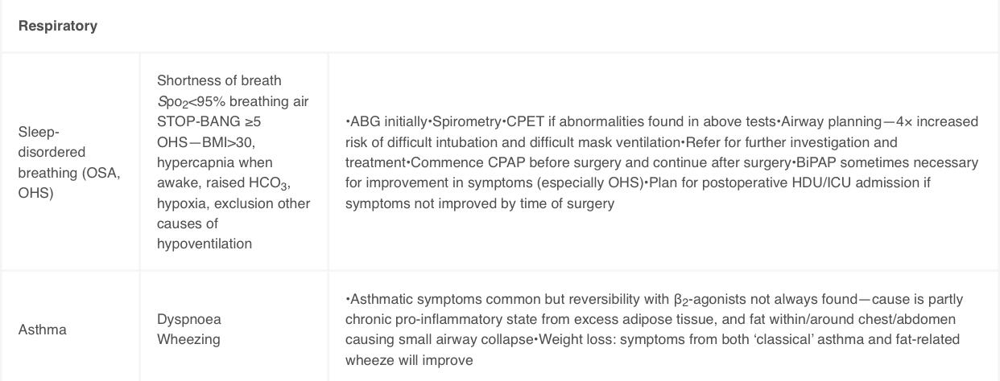 Respiratory
Sleep-
disordered
breathing (OSA,
OHS)
Shortness of breath
Spo₂<95% breathing air
STOP-BANG ≥5
OHS—BMI>30,
hypercapnia when
awake, raised HCO₃,
hypoxia, exclusion other
causes of
hypoventilation
•ABG initially•Spirometry•CPET if abnormalities found in above tests•Airway planning—4× increased
risk of difficult intubation and difficult mask ventilation•Refer for further investigation and
treatment•Commence CPAP before surgery and continue after surgery•BiPAP sometimes necessary
for improvement in symptoms (especially OHS)•Plan for postoperative HDU/ICU admission if
symptoms not improved by time of surgery
Asthma
Dyspnoea
Wheezing
•Asthmatic symptoms common but reversibility with β₂-agonists not always found—cause is partly
chronic pro-inflammatory state from excess adipose tissue, and fat within/around chest/abdomen
causing small airway collapse•Weight loss: symptoms from both ‘classical’ asthma and fat-related
wheeze will improve